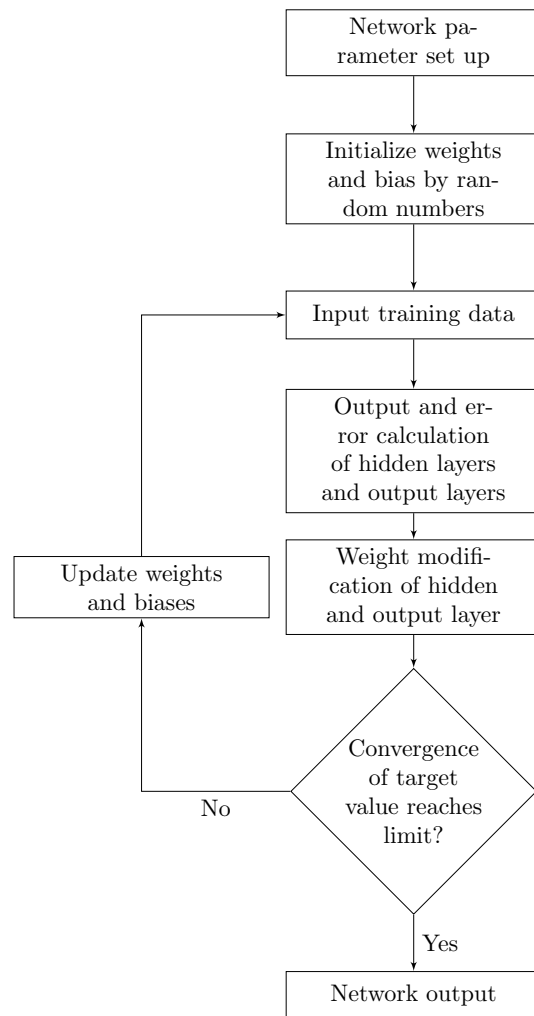 Network pa-
rameter set up
Initialize weights
and bias by ran-
dom numbers
Input training data
Output and er-
ror calculation
of hidden layers
and output layers
Weight modifi-
cation of hidden
and output layer
Update weights
and biases
Convergence
of target
value reaches
limit?
No
Yes
Network output